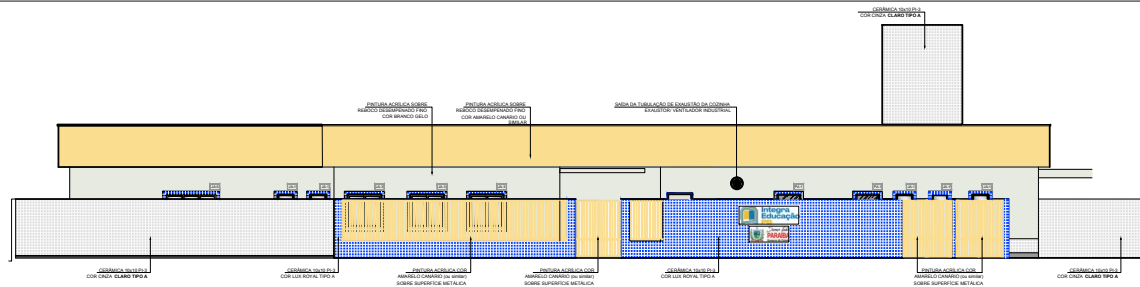 CERÂMICA 10x10 PI-3
COR CINZA CLARO TIPO A
PINTURA ACRÍLICA SOBRE
REBOCO DESEMPENADO FINO
COR BRANCO GELO
PINTURA ACRÍLICA SOBRE
REBOCO DESEMPENADO FINO
COR AMARELO CANÁRIO OU
SIMILAR
SAÍDA DA TUBULAÇÃO DE EXAUSTÃO DA COZINHA
EXAUSTOR/ VENTILADOR INDUSTRIAL
Integra
Educação
PARAÍBA
CERÂMICA 10x10 PI-3
COR CINZA CLARO TIPO A
CERÂMICA 10x10 PI-3
COR LUX ROYAL TIPO A
PINTURA ACRÍLICA COR
AMARELO CANÁRIO (ou similar)
SOBRE SUPERFÍCIE METÁLICA
PINTURA ACRÍLICA COR
AMARELO CANÁRIO (ou similar)
SOBRE SUPERFÍCIE METÁLICA
CERÂMICA 10x10 PI-3
COR LUX ROYAL TIPO A
PINTURA ACRÍLICA COR
AMARELO CANÁRIO (ou similar)
SOBRE SUPERFÍCIE METÁLICA
CERÂMICA 10x10 PI-3
COR CINZA CLARO TIPO A